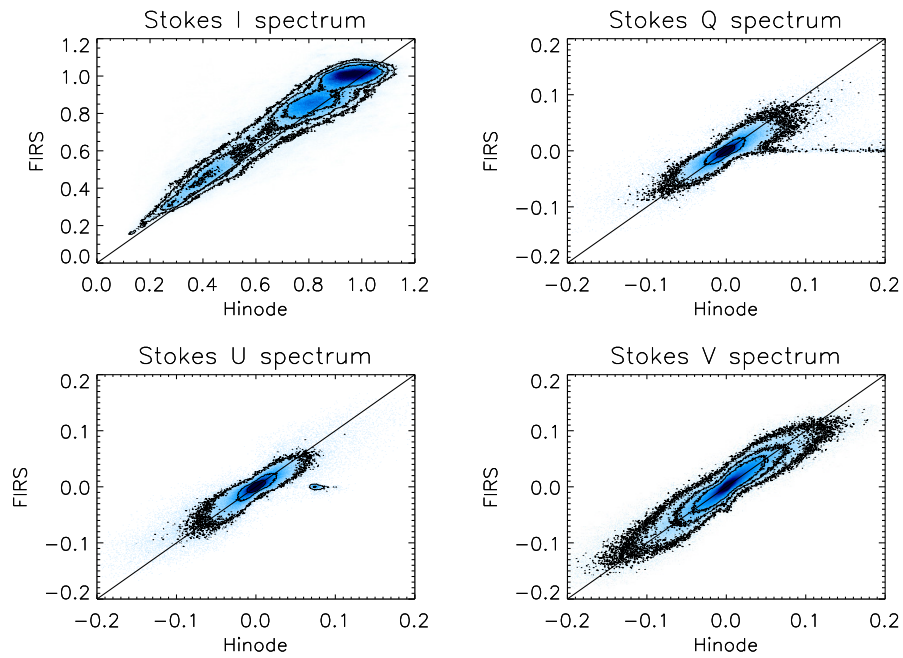 Stokes I spectrum
1.2
1.0
0.8
0.6
0.4
0.2
0.0
FIRS
0.0 0.2 0.4 0.6 0.8 1.0 1.2
Hinode
Stokes Q spectrum
0.2
0.1
0.0
−0.1
−0.2
FIRS
−0.2 −0.1 0.0 0.1 0.2
Hinode
Stokes U spectrum
0.2
0.1
0.0
−0.1
−0.2
FIRS
−0.2 −0.1 0.0 0.1 0.2
Hinode
Stokes V spectrum
0.2
0.1
0.0
−0.1
−0.2
FIRS
−0.2 −0.1 0.0 0.1 0.2
Hinode